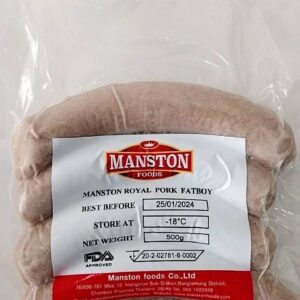 MANSTON
FOODS
MANSTON ROYAL PORK FATBOY
BEST BEFORE 25/01/2024
STORE AT -18°C
NET WEIGHT 500g
FDA
APPROVED
20-2-02781-6-0002
Manston foods Co.,Ltd